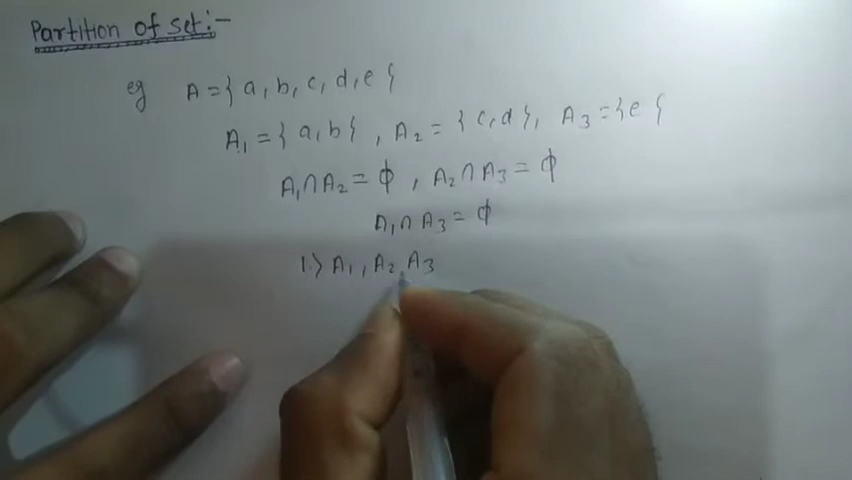 Partition of Set:-
eg A = { a, b, c, d, e }
A1 = { a, b }, A2 = { c, d }, A3 = { e }
A1 ∩ A2 = ϕ, A2 ∩ A3 = ϕ
A1 ∩ A3 = ϕ
1.> A1, A2, A3